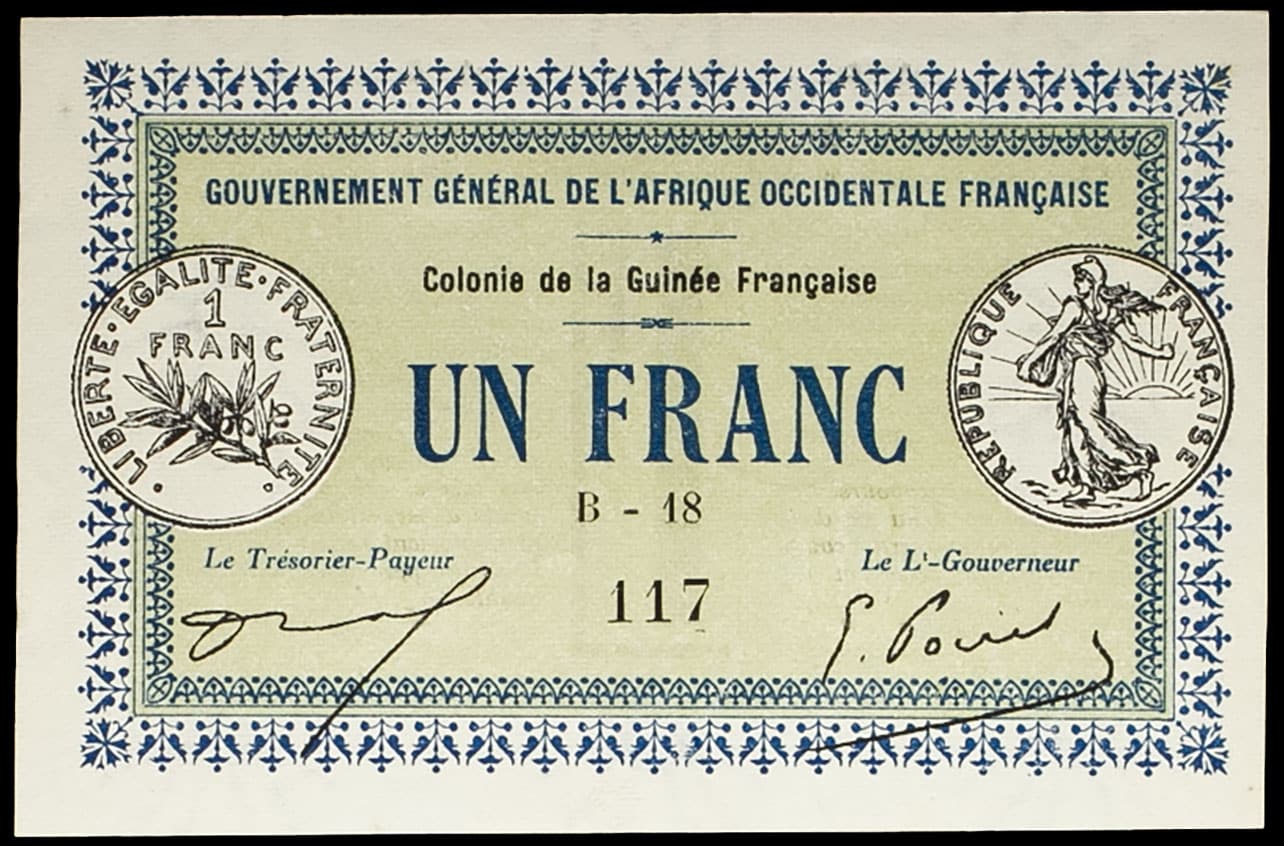 GOUVERNEMENT GÉNÉRAL DE L'AFRIQUE OCCIDENTALE FRANÇAISE
Colonie de la Guinée Française
LIBERTE · EGALITE · FRATERNITE
1
FRANC
REPUBLIQUE FRANÇAISE
UN FRANC
B - 18
Le Trésorier-Payeur
Le Lt-Gouverneur
117